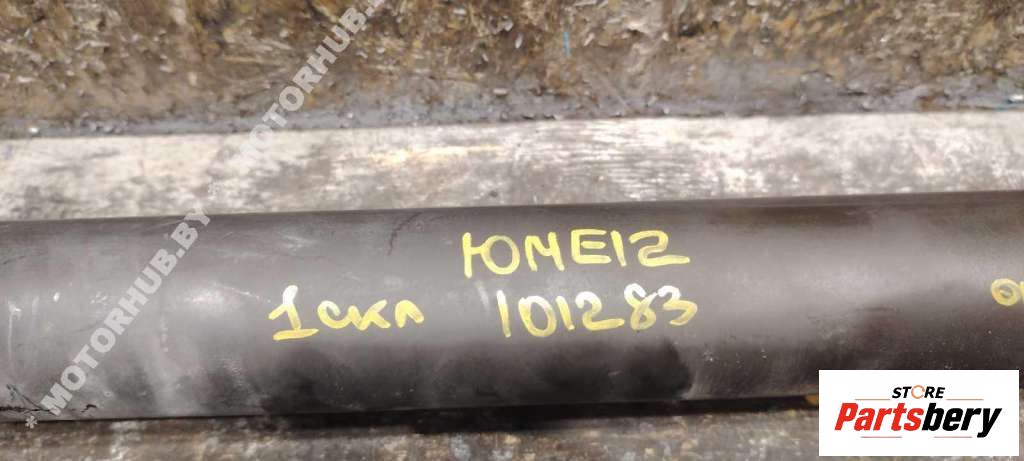 * MOTORHUB.BY * MOTORHUB.BY
ЮМЕ12
1скл 101283
STORE
Partsbery